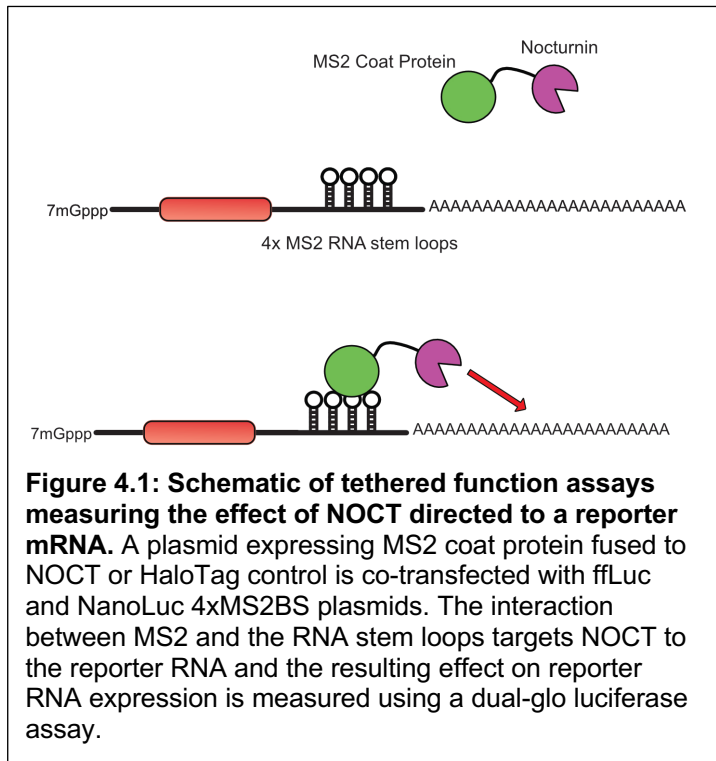 Nocturnin
MS2 Coat Protein
7mGppp
AAAAAAAAAAAAAAAAAAAAAAAA
4x MS2 RNA stem loops
7mGppp
AAAAAAAAAAAAAAAAAAAAAAAA
Figure 4.1: Schematic of tethered function assays
measuring the effect of NOCT directed to a reporter
mRNA. A plasmid expressing MS2 coat protein fused to
NOCT or HaloTag control is co-transfected with ffLuc
and NanoLuc 4xMS2BS plasmids. The interaction
between MS2 and the RNA stem loops targets NOCT to
the reporter RNA and the resulting effect on reporter
RNA expression is measured using a dual-glo luciferase
assay.